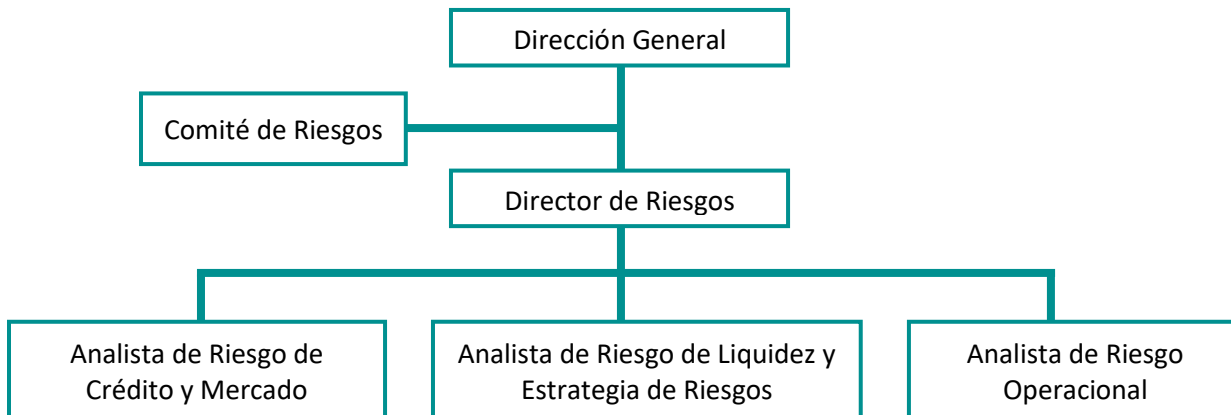 Dirección General
Comité de Riesgos
Director de Riesgos
Analista de Riesgo de
Crédito y Mercado
Analista de Riesgo de Liquidez y
Estrategia de Riesgos
Analista de Riesgo
Operacional